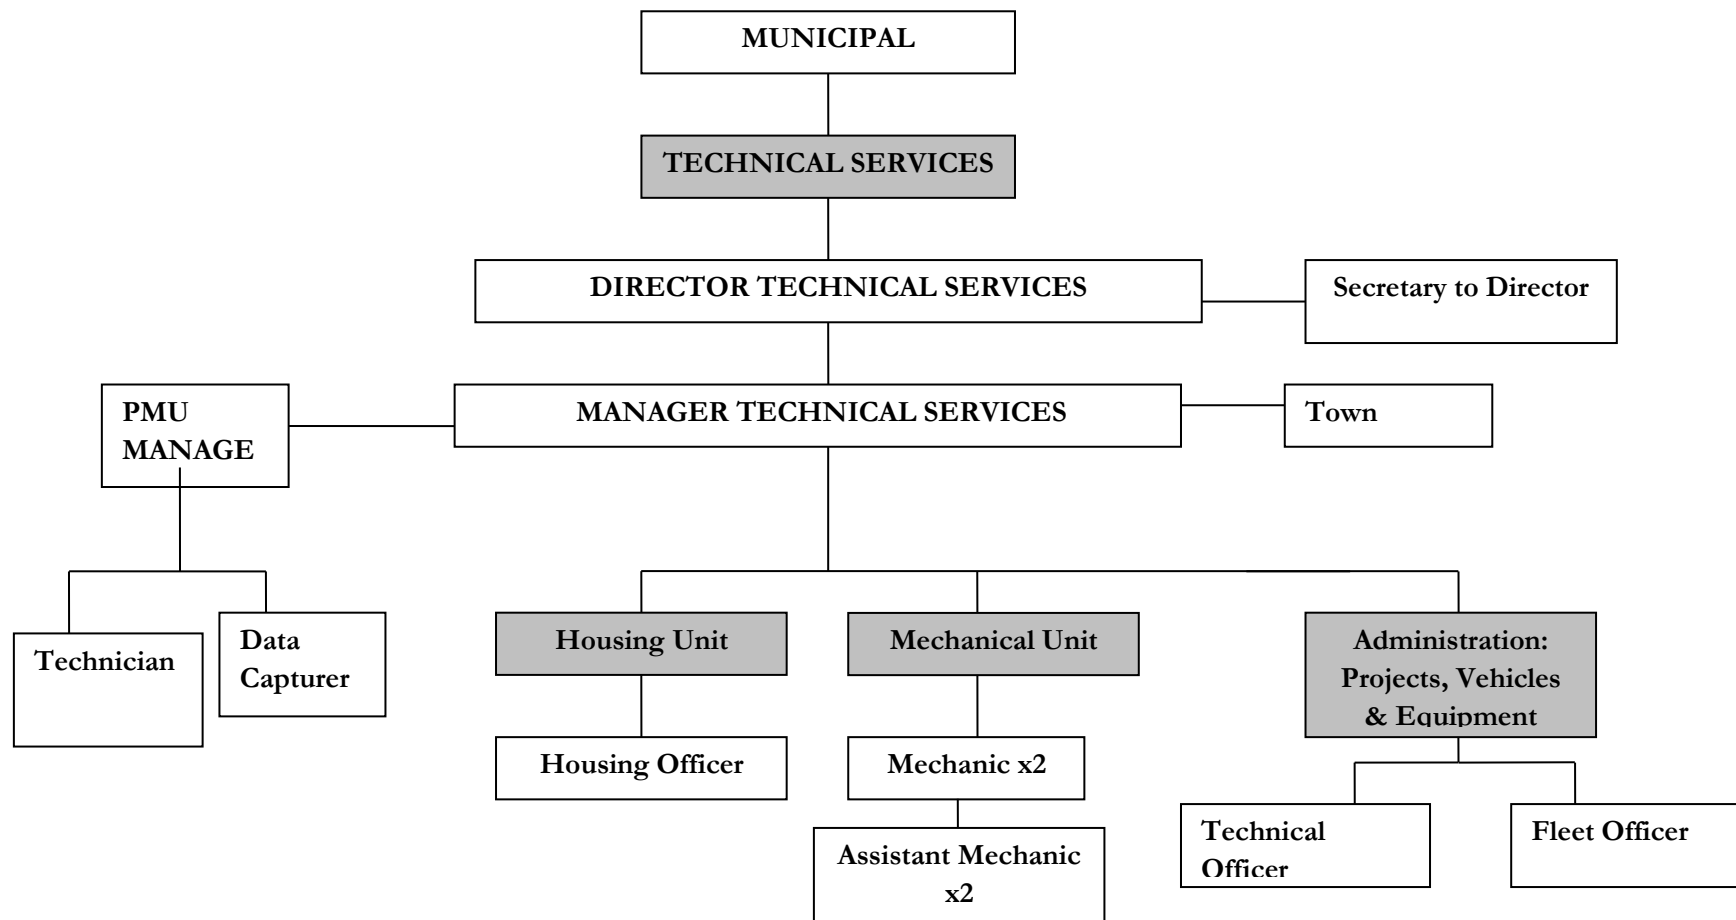 MUNICIPAL
TECHNICAL SERVICES
DIRECTOR TECHNICAL SERVICES
Secretary to Director
PMU
MANAGE
MANAGER TECHNICAL SERVICES
Town
Technician
Data
Capturer
Housing Unit
Mechanical Unit
Administration:
Projects, Vehicles
& Equipment
Housing Officer
Mechanic x2
Technical
Officer
Fleet Officer
Assistant Mechanic
x2